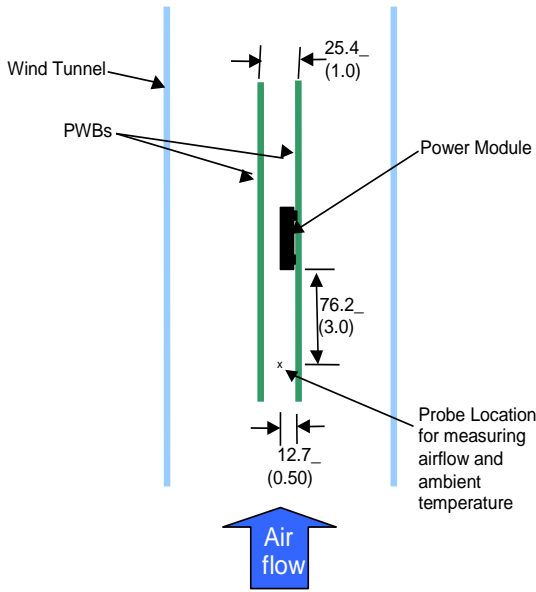 25.4_
(1.0)
Wind Tunnel
PWBs
Power Module
76.2_
(3.0)
x
Probe Location
for measuring
airflow and
ambient
temperature
12.7_
(0.50)
Air
flow